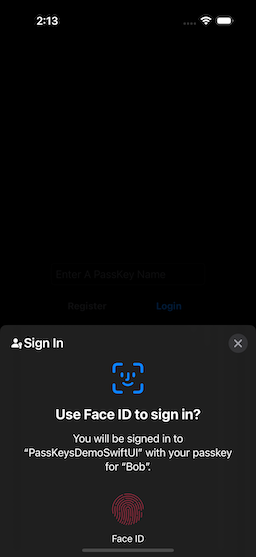 2:13
Enter A PassKey Name
Register
Login
Sign In
Use Face ID to sign in?
You will be signed in to
“PassKeysDemoSwiftUI” with your passkey
for “Bob”.
Face ID